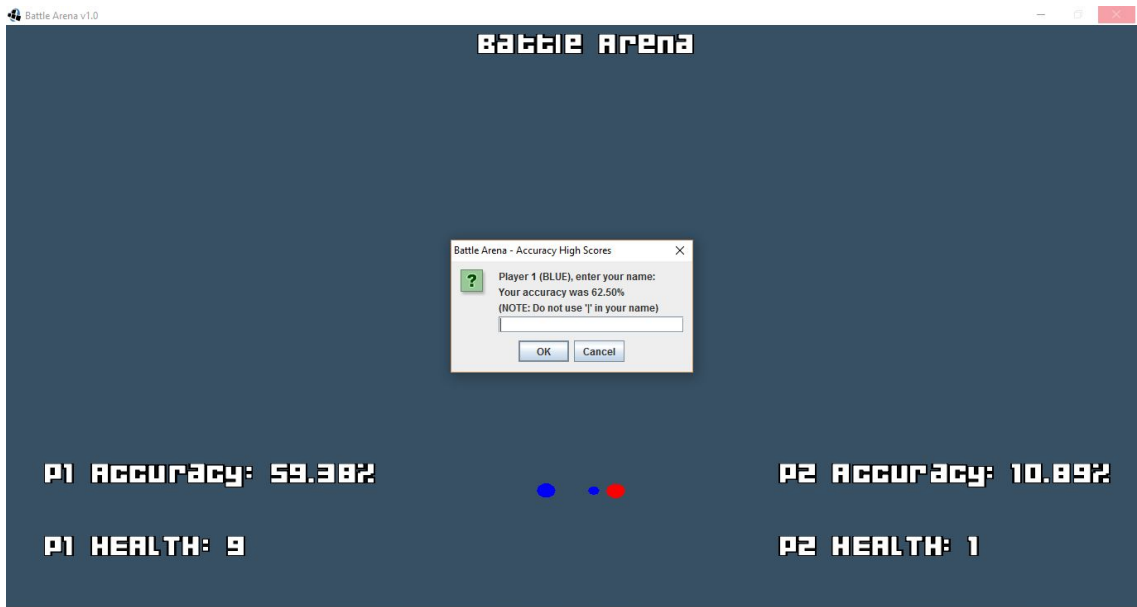 Battle Arena v1.0
Battle Arena
Battle Arena - Accuracy High Scores
Player 1 (BLUE), enter your name:
Your accuracy was 62.50%
(NOTE: Do not use '|' in your name)
OK Cancel
P1 Accuracy: 59.38% P2 Accuracy: 10.89%
P1 HEALTH: 9 P2 HEALTH: 1